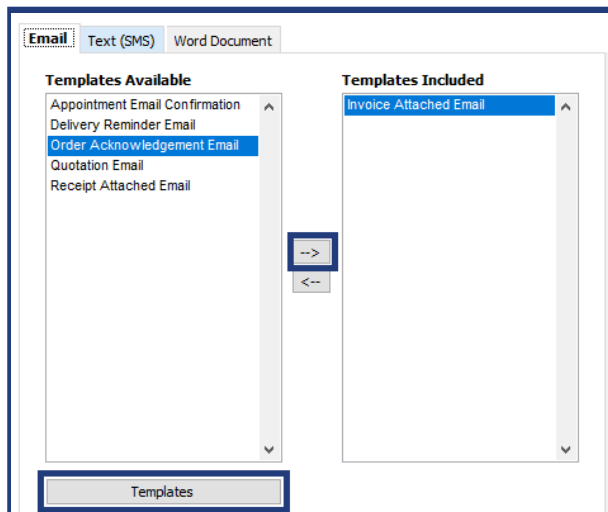 Email Text (SMS) Word Document
Templates Available
Appointment Email Confirmation
Delivery Reminder Email
Order Acknowledgement Email
Quotation Email
Receipt Attached Email
-->
<--
Templates Included
Invoice Attached Email
Templates